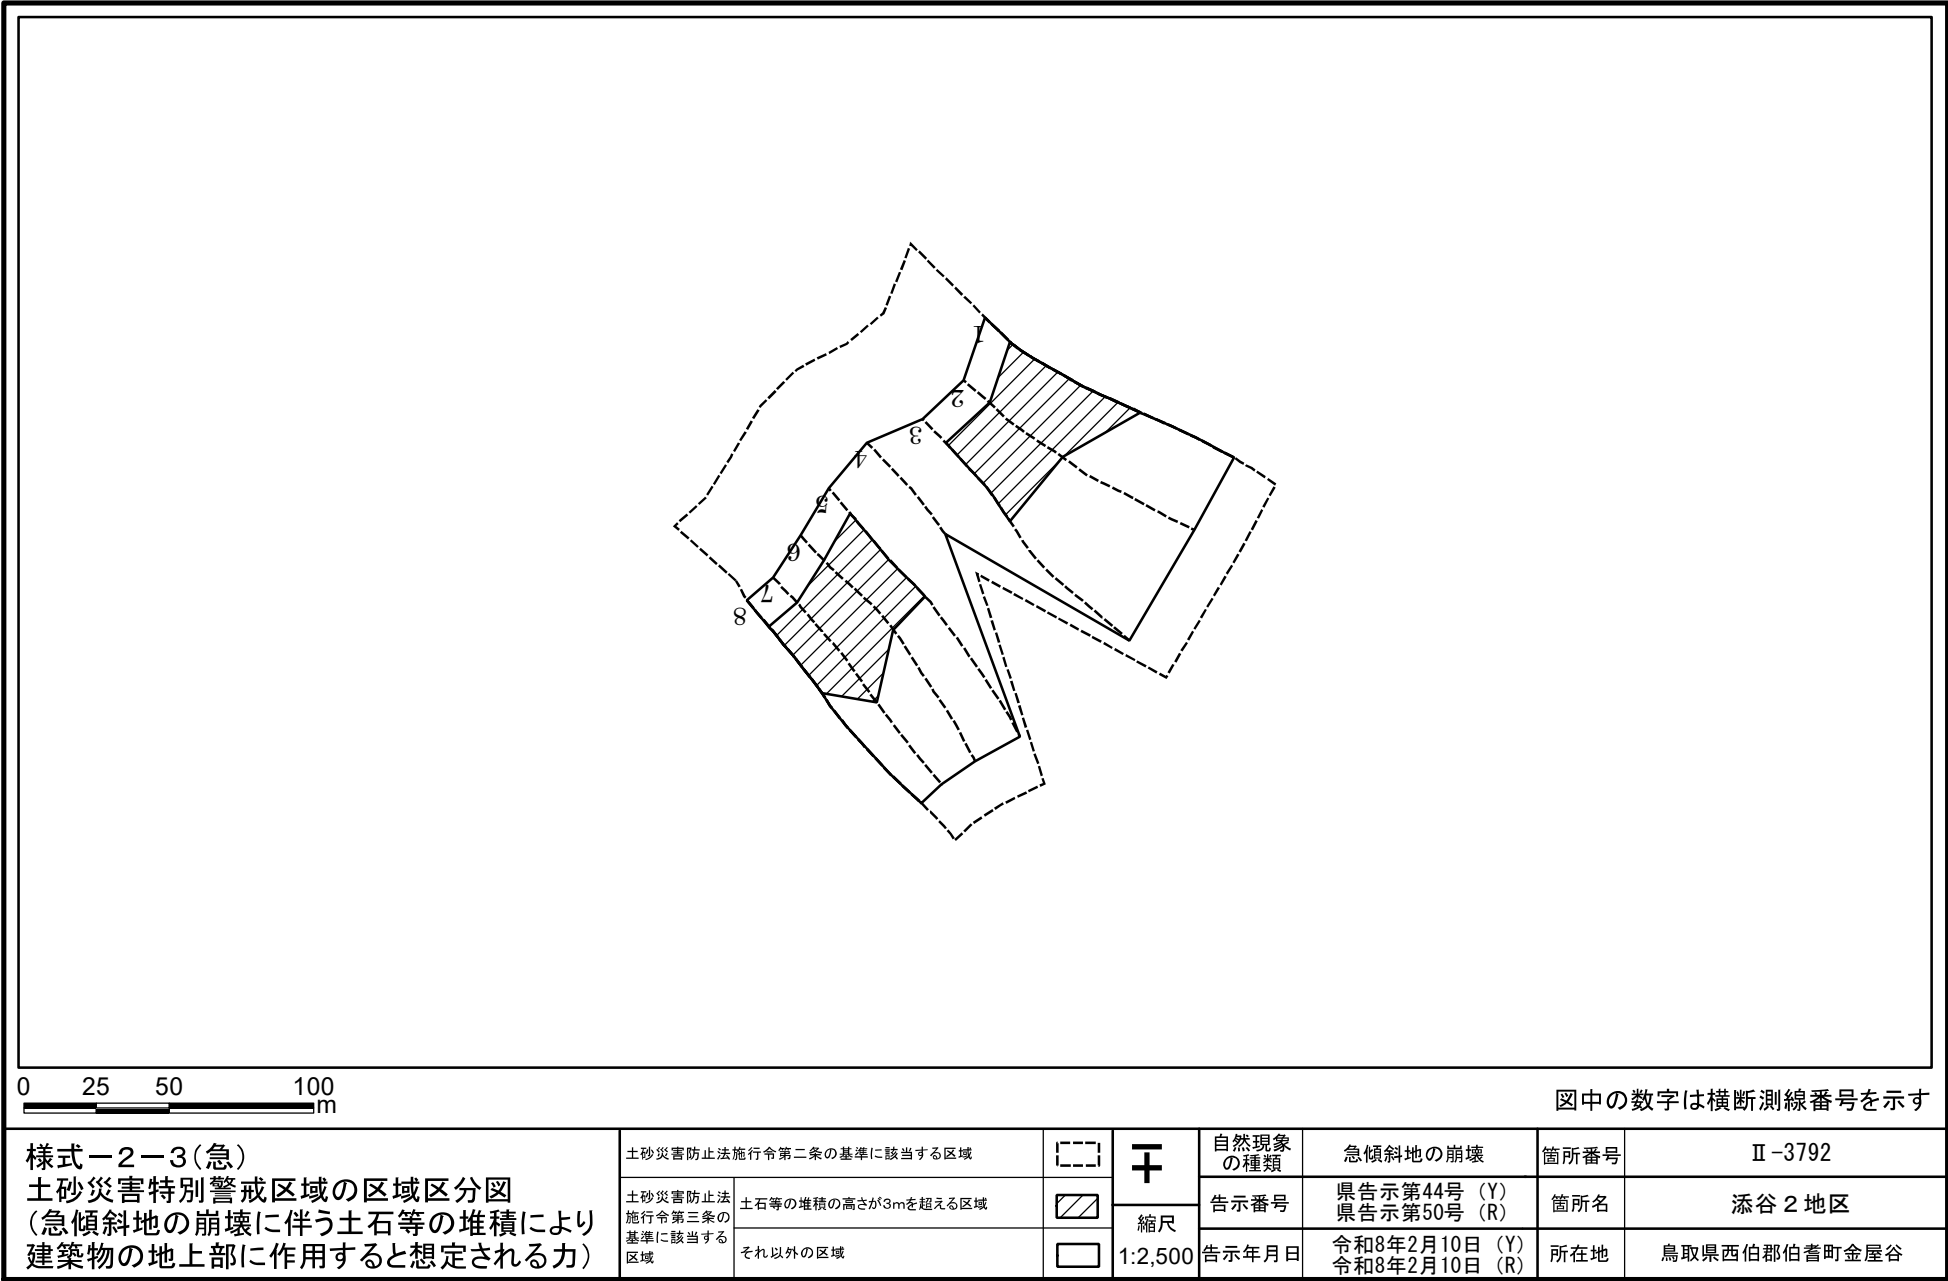 1
2
3
4
5
6
7
8
0 25 50 100
m
図中の数字は横断測線番号を示す
様式－2－3(急)
土砂災害特別警戒区域の区域区分図
(急傾斜地の崩壊に伴う土石等の堆積により
建築物の地上部に作用すると想定される力)
土砂災害防止法施行令第二条の基準に該当する区域
土砂災害防止法
施行令第三条の
基準に該当する
区域
土石等の堆積の高さが3mを超える区域
それ以外の区域
縮尺
1:2,500
自然現象
の種類
急傾斜地の崩壊
箇所番号
Ⅱ-3792
告示番号
県告示第44号 (Y)
県告示第50号 (R)
箇所名
添谷２地区
告示年月日
令和8年2月10日 (Y)
令和8年2月10日 (R)
所在地
鳥取県西伯郡伯耆町金屋谷